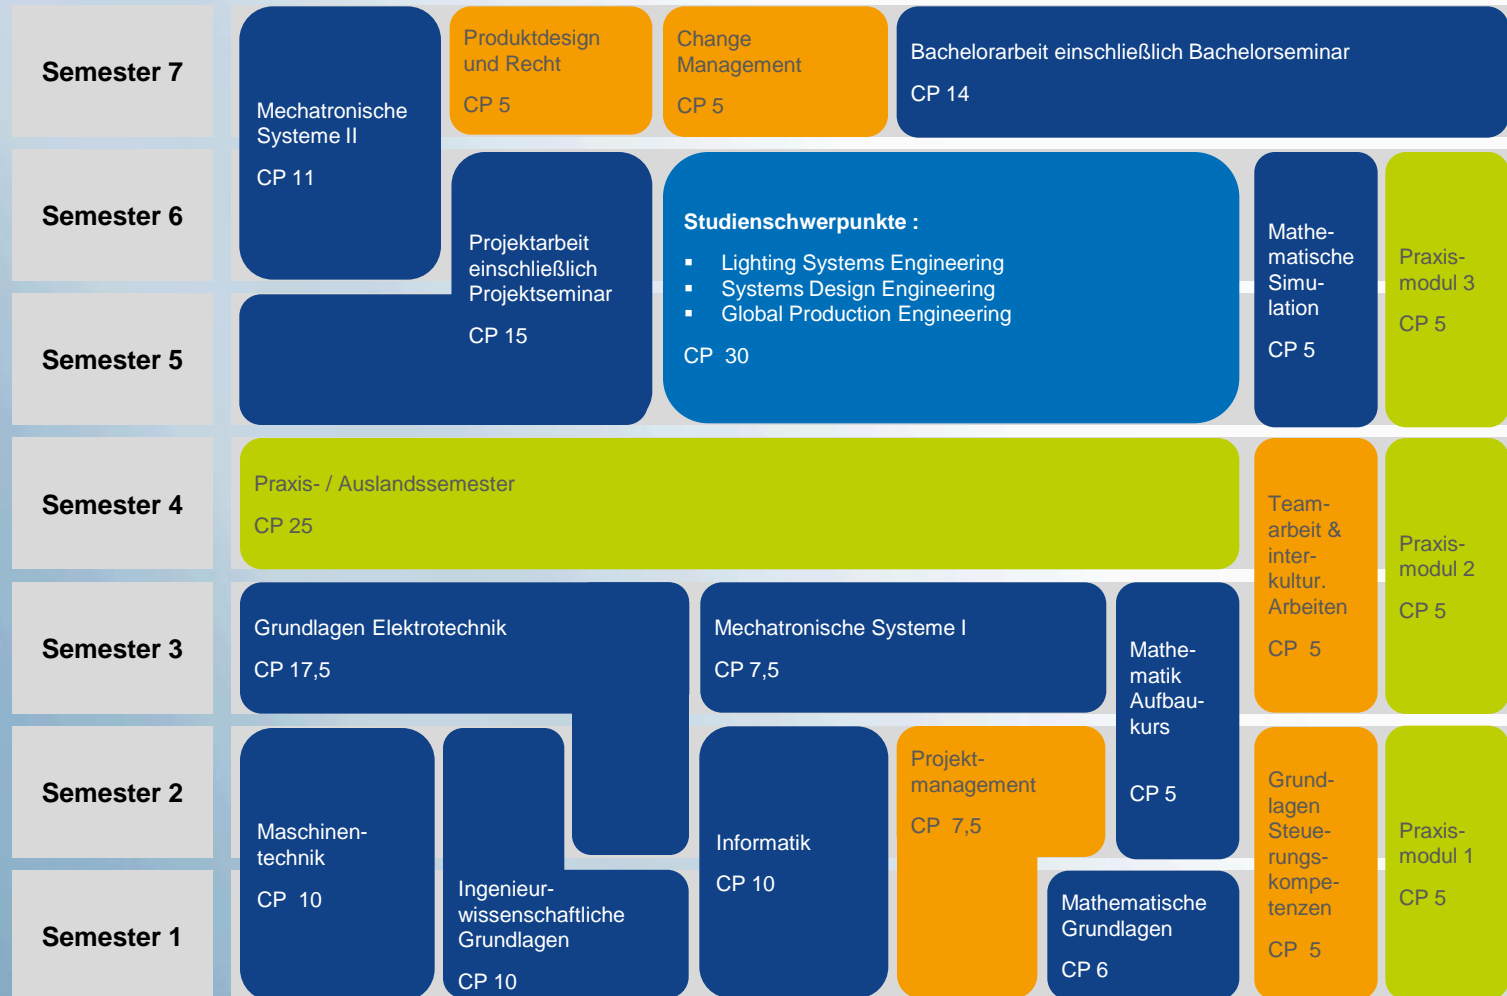 Semester 7
Mechatronische
Systeme II
CP 11
Produktdesign
und Recht
CP 5
Change
Management
CP 5
Bachelorarbeit einschließlich Bachelorseminar
CP 14
Semester 6
Projektarbeit
einschließlich
Projektseminar
CP 15
Studienschwerpunkte :
▪ Lighting Systems Engineering
▪ Systems Design Engineering
▪ Global Production Engineering
CP 30
Mathe-
matische
Simu-
lation
CP 5
Praxis-
modul 3
CP 5
Semester 5
Semester 4
Praxis- / Auslandssemester
CP 25
Team-
arbeit &
inter-
kultur.
Arbeiten
CP 5
Praxis-
modul 2
CP 5
Semester 3
Grundlagen Elektrotechnik
CP 17,5
Mechatronische Systeme I
CP 7,5
Mathe-
matik
Aufbau-
kurs
CP 5
Semester 2
Maschinen-
technik
CP 10
Ingenieur-
wissenschaftliche
Grundlagen
CP 10
Informatik
CP 10
Projekt-
management
CP 7,5
Grund-
lagen
Steue-
rungs-
kompe-
tenzen
CP 5
Praxis-
modul 1
CP 5
Semester 1
Mathematische
Grundlagen
CP 6